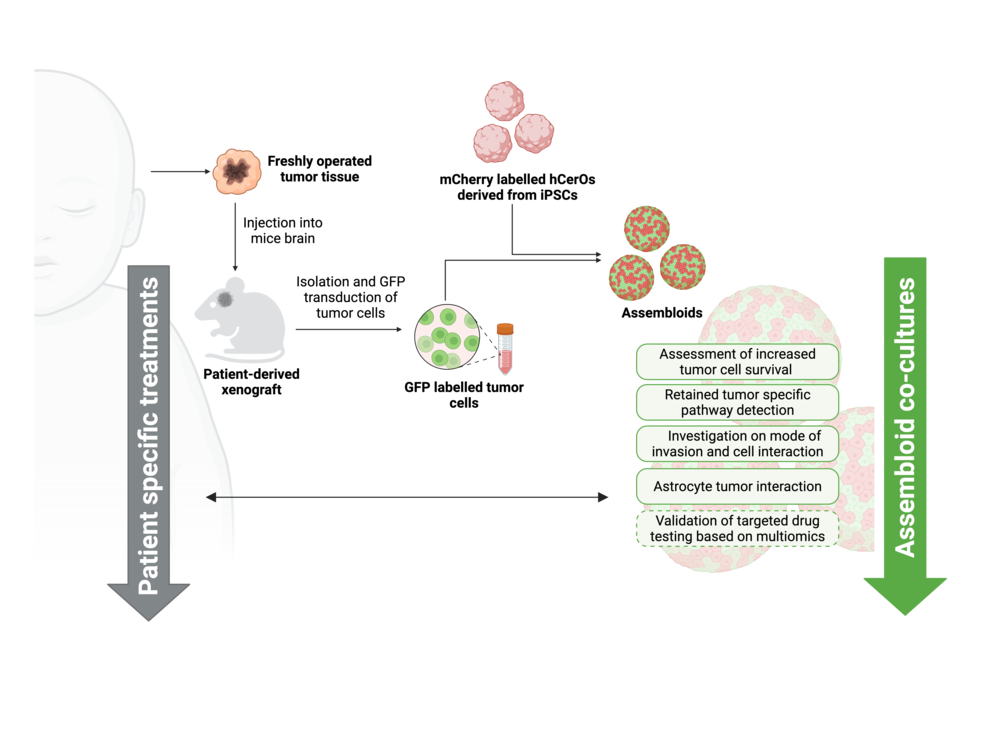 Freshly operated
tumor tissue
Injection into
mice brain
Patient-derived
xenograft
Isolation and GFP
transduction of
tumor cells
GFP labelled tumor
cells
mCherry labelled hCerOs
derived from iPSCs
Assembloids
Patient specific treatments
Assessment of increased
tumor cell survival
Retained tumor specific
pathway detection
Investigation on mode of
invasion and cell interaction
Astrocyte tumor interaction
Validation of targeted drug
testing based on multiomics
Assembloid co-cultures